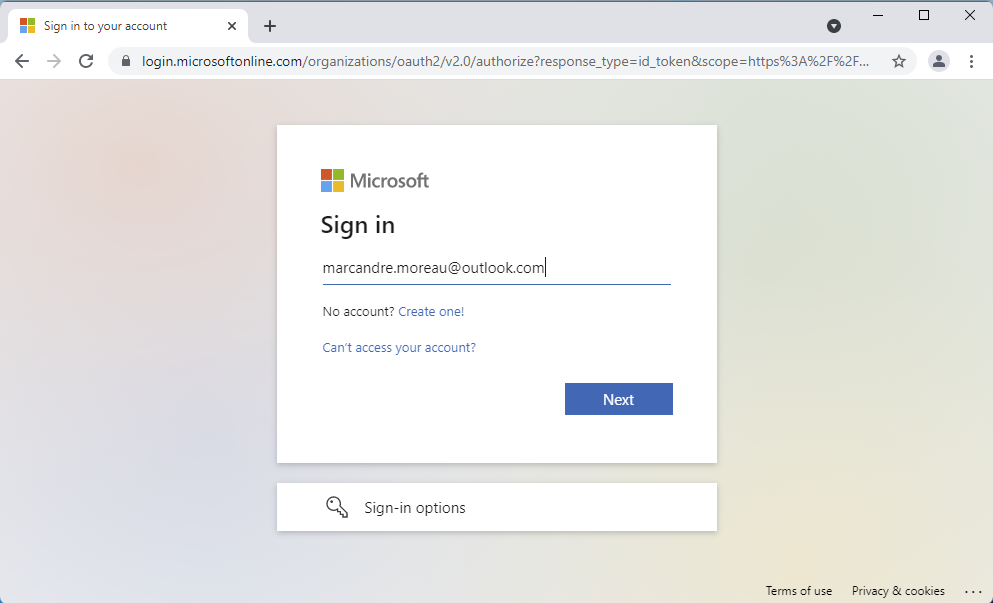 Sign in to your account
login.microsoftonline.com/organizations/oauth2/v2.0/authorize?response_type=id_token&scope=https%3A%2F%2F...
Microsoft
Sign in
marcandre.moreau@outlook.com
No account? Create one!
Can't access your account?
Next
Sign-in options
Terms of use Privacy & cookies ...